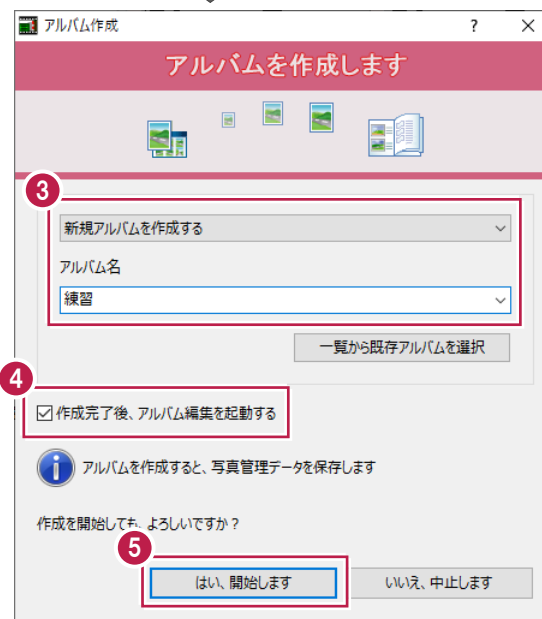 アルバム作成
? ×
アルバムを作成します
3
新規アルバムを作成する
アルバム名
練習
一覧から既存アルバムを選択
4
作成完了後、アルバム編集を起動する
アルバムを作成すると、写真管理データを保存します
作成を開始しても、よろしいですか?
5
はい、開始します
いいえ、中止します